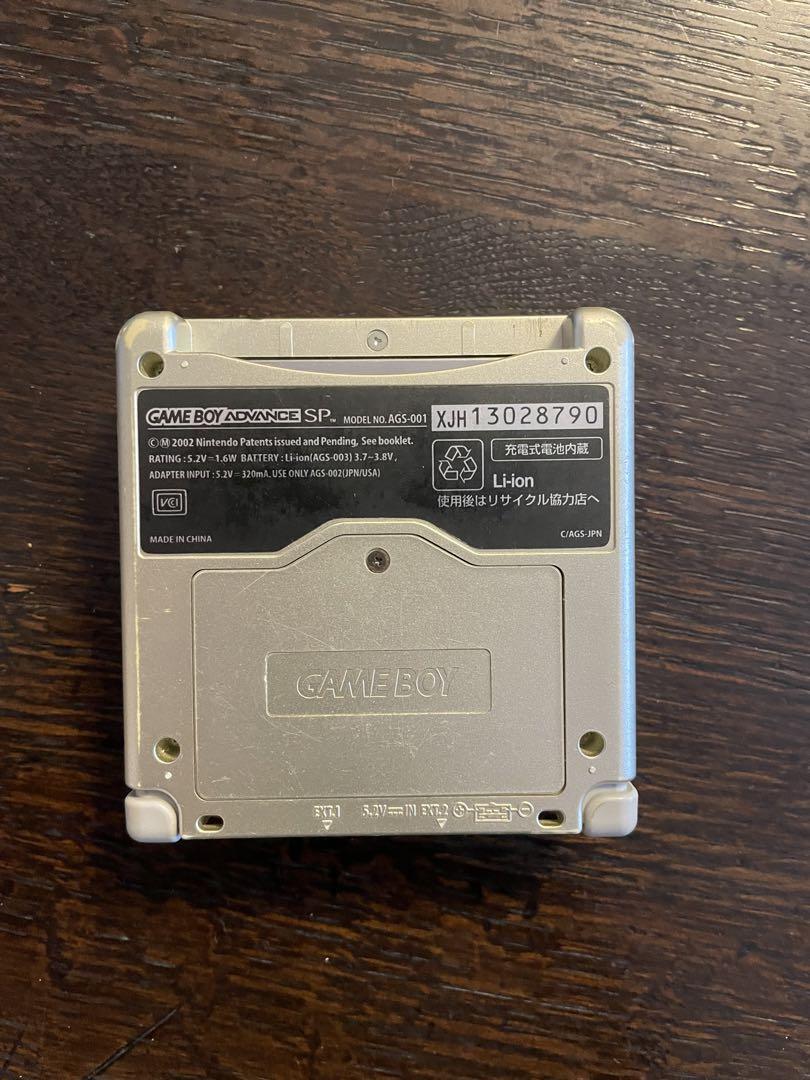 GAME BOY ADVANCE SP™ MODEL NO. AGS-001 XJH13028790
ⒸⓂ 2002 Nintendo Patents issued and Pending, See booklet.
RATING : 5.2V⎓1.6W BATTERY : Li-ion(AGS-003) 3.7~3.8V,
ADAPTER INPUT : 5.2V⎓320mA. USE ONLY AGS-002(JPN/USA)
充電式電池内蔵
Li-ion
使用後はリサイクル協力店へ
VCI
MADE IN CHINA
C/AGS-JPN
GAME BOY
EXT.1 5.2V⎓IN EXT.2